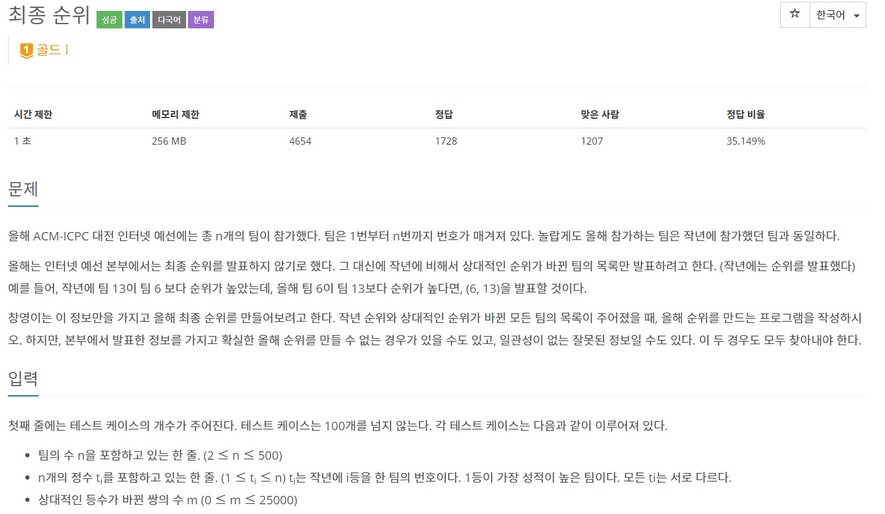 최종 순위 성공 출처 다국어 분류
☆ 한국어
1 골드 I
시간 제한 메모리 제한 제출 정답 맞은 사람 정답 비율
1 초 256 MB 4654 1728 1207 35.149%
문제
올해 ACM-ICPC 대전 인터넷 예선에는 총 n개의 팀이 참가했다. 팀은 1번부터 n번까지 번호가 매겨져 있다. 놀랍게도 올해 참가하는 팀은 작년에 참가했던 팀과 동일하다.
올해는 인터넷 예선 본부에서는 최종 순위를 발표하지 않기로 했다. 그 대신에 작년에 비해서 상대적인 순위가 바뀐 팀의 목록만 발표하려고 한다. (작년에는 순위를 발표했다)
예를 들어, 작년에 팀 13이 팀 6 보다 순위가 높았는데, 올해 팀 6이 팀 13보다 순위가 높다면, (6, 13)을 발표할 것이다.
창영이는 이 정보만을 가지고 올해 최종 순위를 만들어보려고 한다. 작년 순위와 상대적인 순위가 바뀐 모든 팀의 목록이 주어졌을 때, 올해 순위를 만드는 프로그램을 작성하시
오. 하지만, 본부에서 발표한 정보를 가지고 확실한 올해 순위를 만들 수 없는 경우가 있을 수도 있고, 일관성이 없는 잘못된 정보일 수도 있다. 이 두 경우도 모두 찾아내야 한다.
입력
첫째 줄에는 테스트 케이스의 개수가 주어진다. 테스트 케이스는 100개를 넘지 않는다. 각 테스트 케이스는 다음과 같이 이루어져 있다.
• 팀의 수 n을 포함하고 있는 한 줄. (2 ≤ n ≤ 500)
• n개의 정수 tᵢ를 포함하고 있는 한 줄. (1 ≤ tᵢ ≤ n) tᵢ는 작년에 i등을 한 팀의 번호이다. 1등이 가장 성적이 높은 팀이다. 모든 ti는 서로 다르다.
• 상대적인 등수가 바뀐 쌍의 수 m (0 ≤ m ≤ 25000)